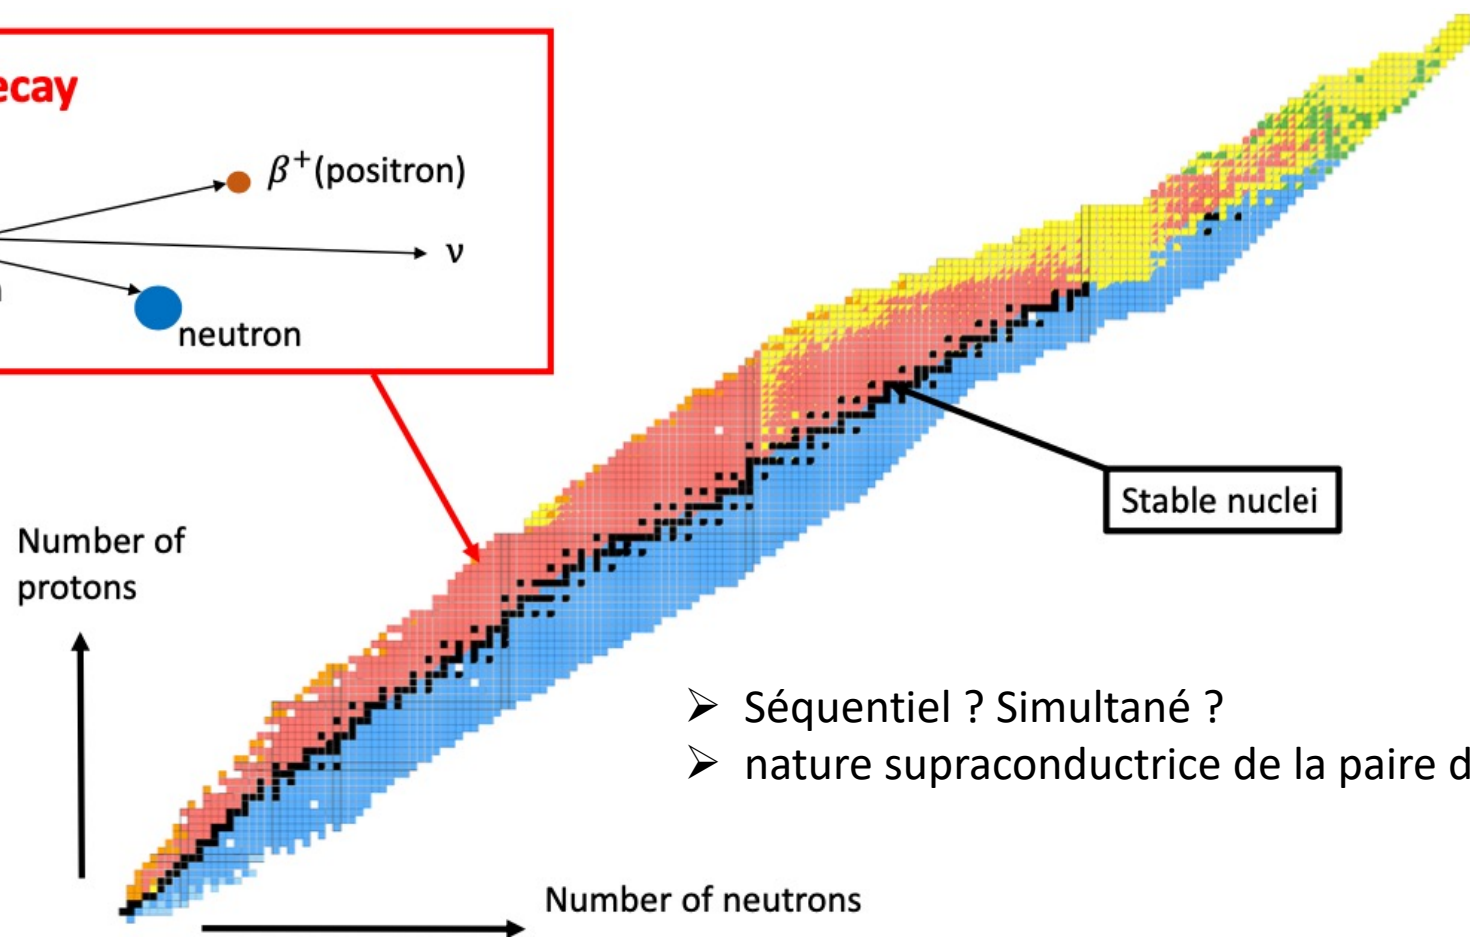 ecay
β⁺(positron)
ν
neutron
Stable nuclei
Number of
protons
➢ Séquentiel ? Simultané ?
➢ nature supraconductrice de la paire d
Number of neutrons